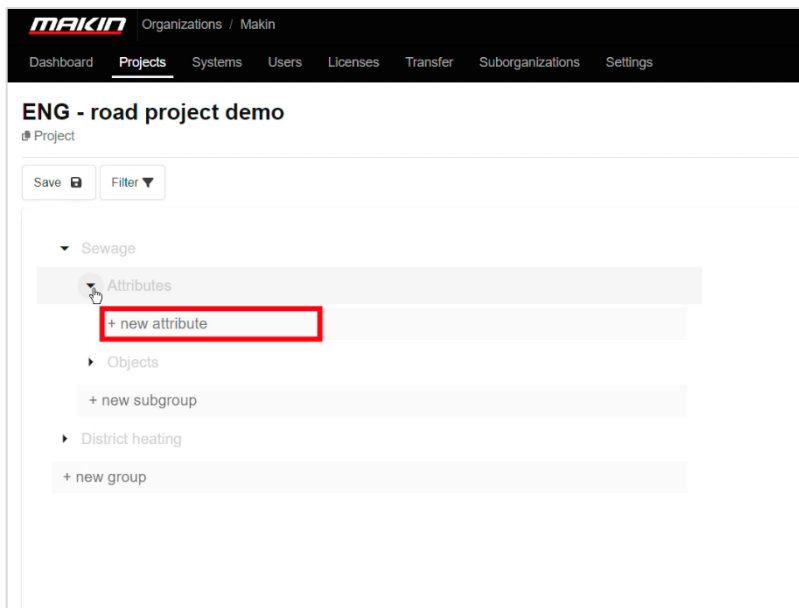 MAKIN Organizations / Makin
Dashboard Projects Systems Users Licenses Transfer Suborganizations Settings
ENG - road project demo
Project
Save Filter
Sewage
Attributes
+ new attribute
Objects
+ new subgroup
District heating
+ new group